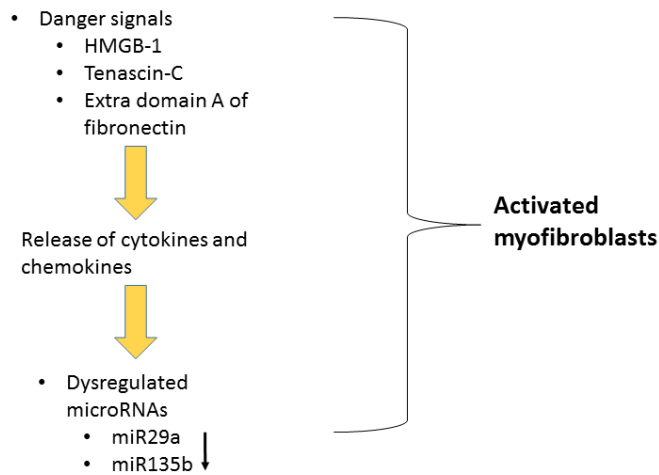 • Danger signals
• HMGB-1
• Tenascin-C
• Extra domain A of
fibronectin
Release of cytokines and
chemokines
• Dysregulated
microRNAs
• miR29a
• miR135b
Activated
myofibroblasts